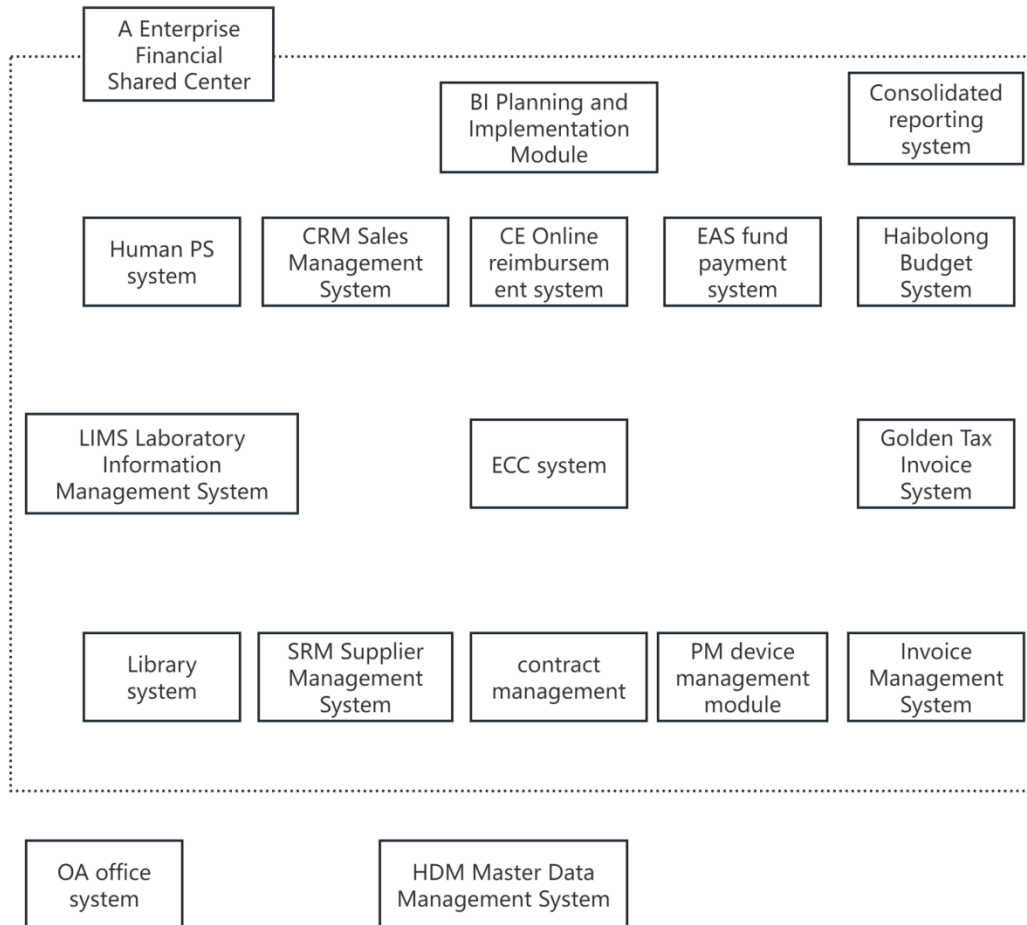 A Enterprise
Financial
Shared Center
BI Planning and
Implementation
Module
Consolidated
reporting
system
Human PS
system
CRM Sales
Management
System
CE Online
reimbursem
ent system
EAS fund
payment
system
Haibolong
Budget
System
LIMS Laboratory
Information
Management System
ECC system
Golden Tax
Invoice
System
Library
system
SRM Supplier
Management
System
contract
management
PM device
management
module
Invoice
Management
System
OA office
system
HDM Master Data
Management System